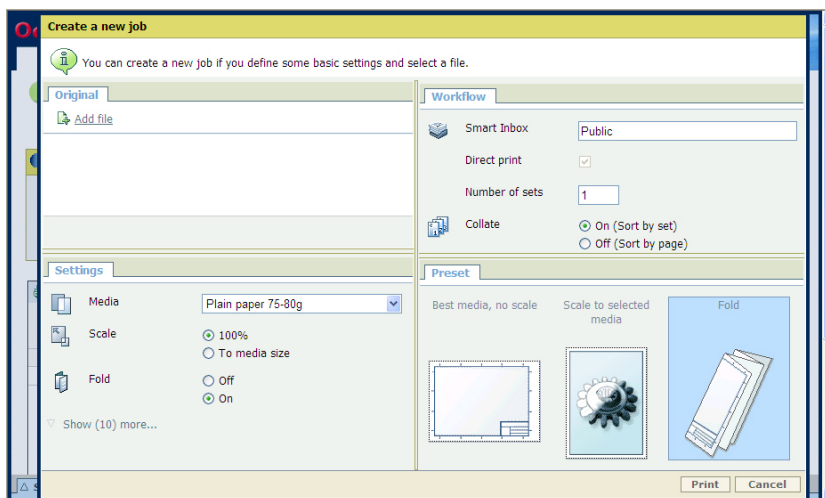 Create a new job
You can create a new job if you define some basic settings and select a file.
Original
Add file
Workflow
Smart Inbox
Public
Direct print
Number of sets
1
Collate
On (Sort by set)
Off (Sort by page)
Settings
Media
Plain paper 75-80g
Scale
100%
To media size
Fold
Off
On
Show (10) more...
Preset
Best media, no scale
Scale to selected
media
Fold
Print
Cancel